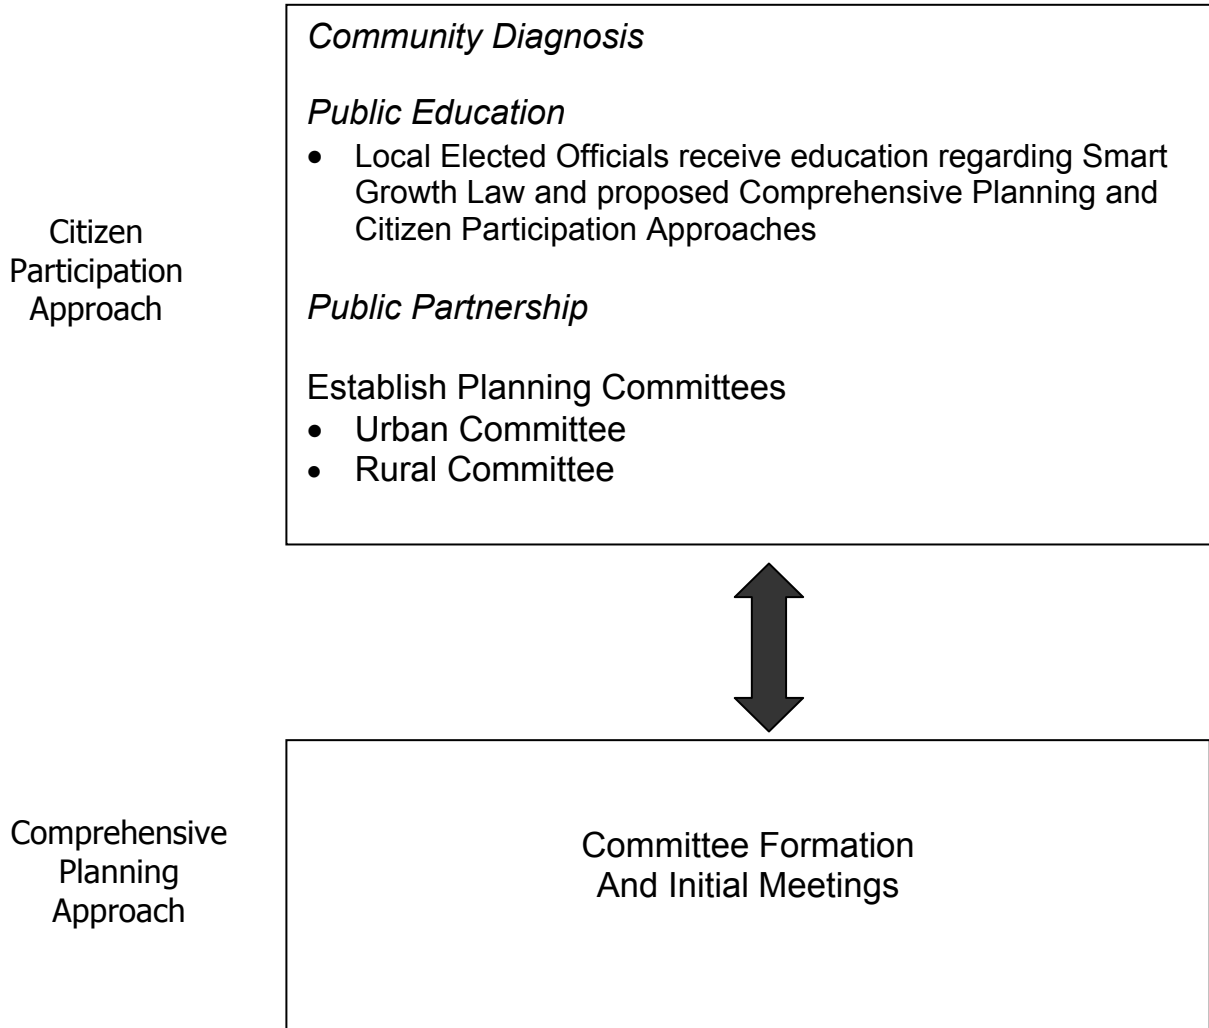 Community Diagnosis
Public Education
• Local Elected Officials receive education regarding Smart
Growth Law and proposed Comprehensive Planning and
Citizen Participation Approaches
Citizen
Participation
Approach
Public Partnership
Establish Planning Committees
• Urban Committee
• Rural Committee
Comprehensive
Planning
Approach
Committee Formation
And Initial Meetings